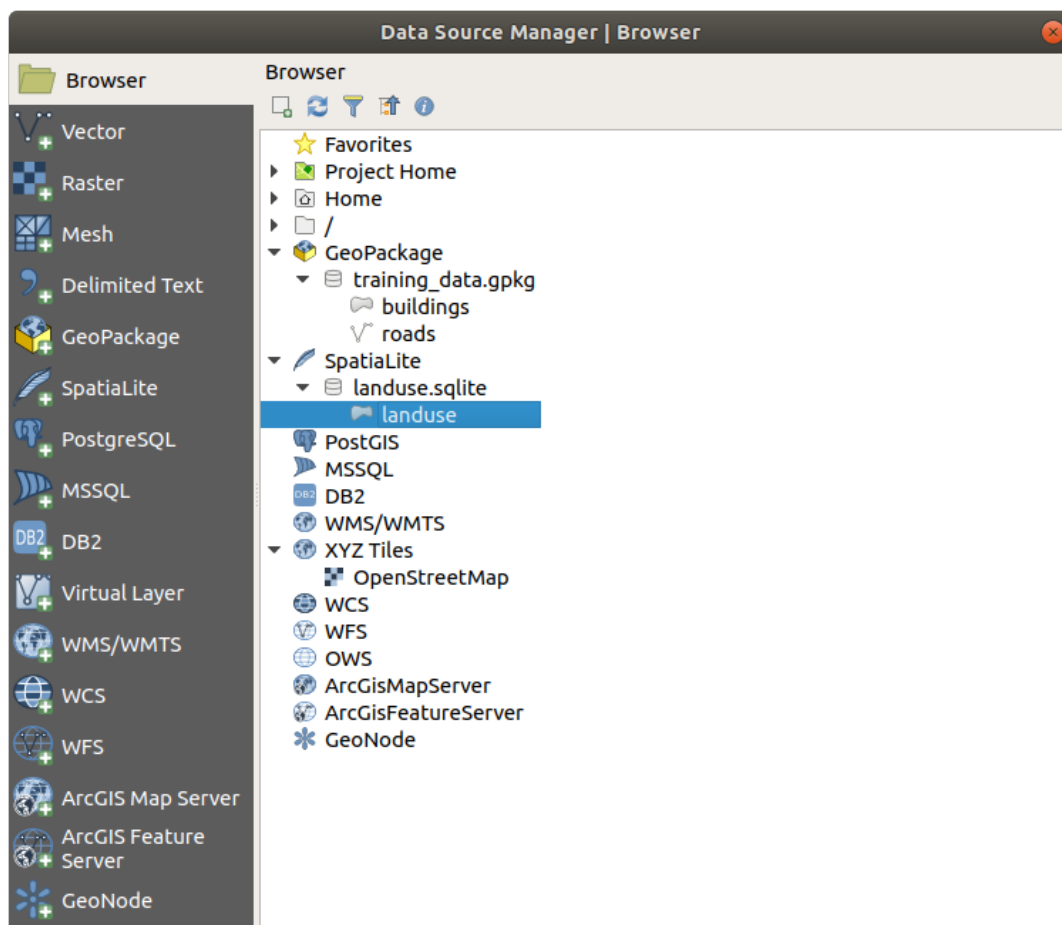 Data Source Manager | Browser
Browser
Vector
Raster
Mesh
Delimited Text
GeoPackage
SpatiaLite
PostgreSQL
MSSQL
DB2
DB2
Virtual Layer
WMS/WMTS
WCS
WFS
ArcGIS Map Server
ArcGIS Feature
Server
GeoNode
Browser
Favorites
Project Home
Home
/
GeoPackage
training_data.gpkg
buildings
roads
SpatiaLite
landuse.sqlite
landuse
PostGIS
MSSQL
DB2
DB2
WMS/WMTS
XYZ Tiles
OpenStreetMap
WCS
WFS
OWS
ArcGisMapServer
ArcGisFeatureServer
GeoNode